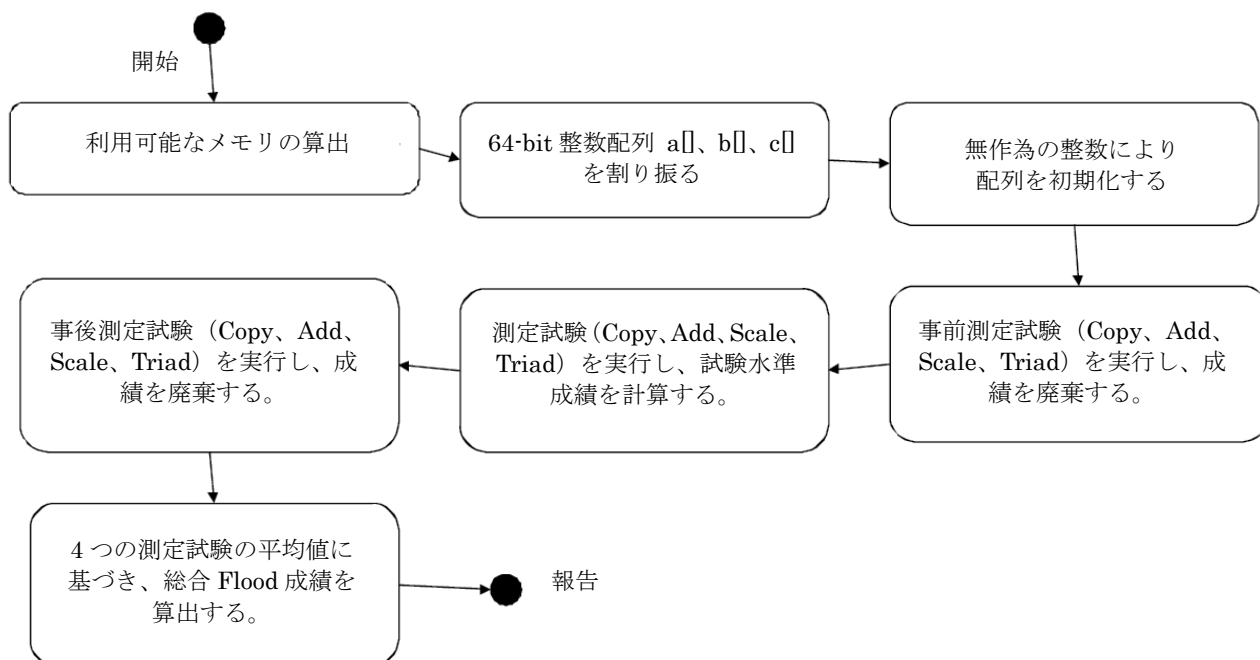 開始
利用可能なメモリの算出
64-bit 整数配列 a[]、b[]、c[]
を割り振る
無作為の整数により
配列を初期化する
事前測定試験（Copy、Add、
Scale、Triad）を実行し、成
績を廃棄する。
測定試験（Copy、Add、Scale、
Triad）を実行し、試験水準
成績を計算する。
事後測定試験（Copy、Add、
Scale、Triad）を実行し、成
績を廃棄する。
4 つの測定試験の平均値に
基づき、総合 Flood 成績を
算出する。
報告